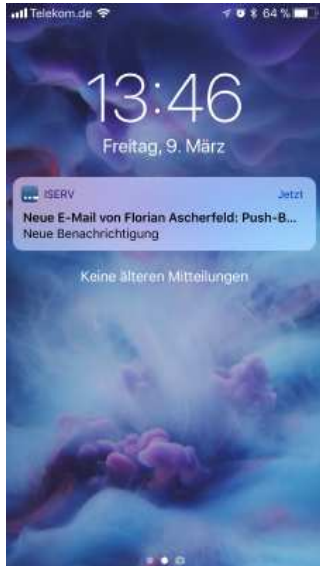 Telekom.de 64 %
13:46
Freitag, 9. März
ISERV Jetzt
Neue E-Mail von Florian Ascherfeld: Push-B...
Neue Benachrichtigung
Keine älteren Mitteilungen